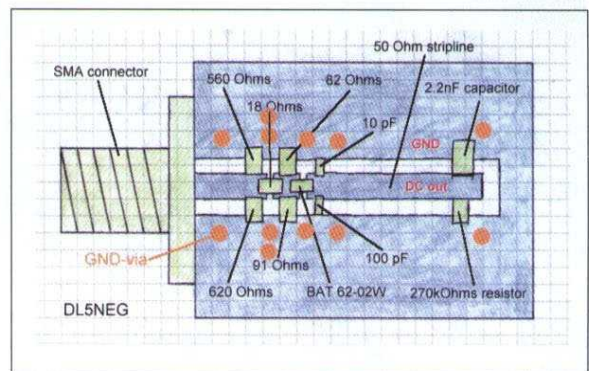 50 Ohm stripline
SMA connector
560 Ohms
62 Ohms
2.2nF capacitor
18 Ohms
10 pF
GND
DC out
GND-via
91 Ohms
100 pF
620 Ohms
BAT 62-02W
270kOhms resistor
DL5NEG